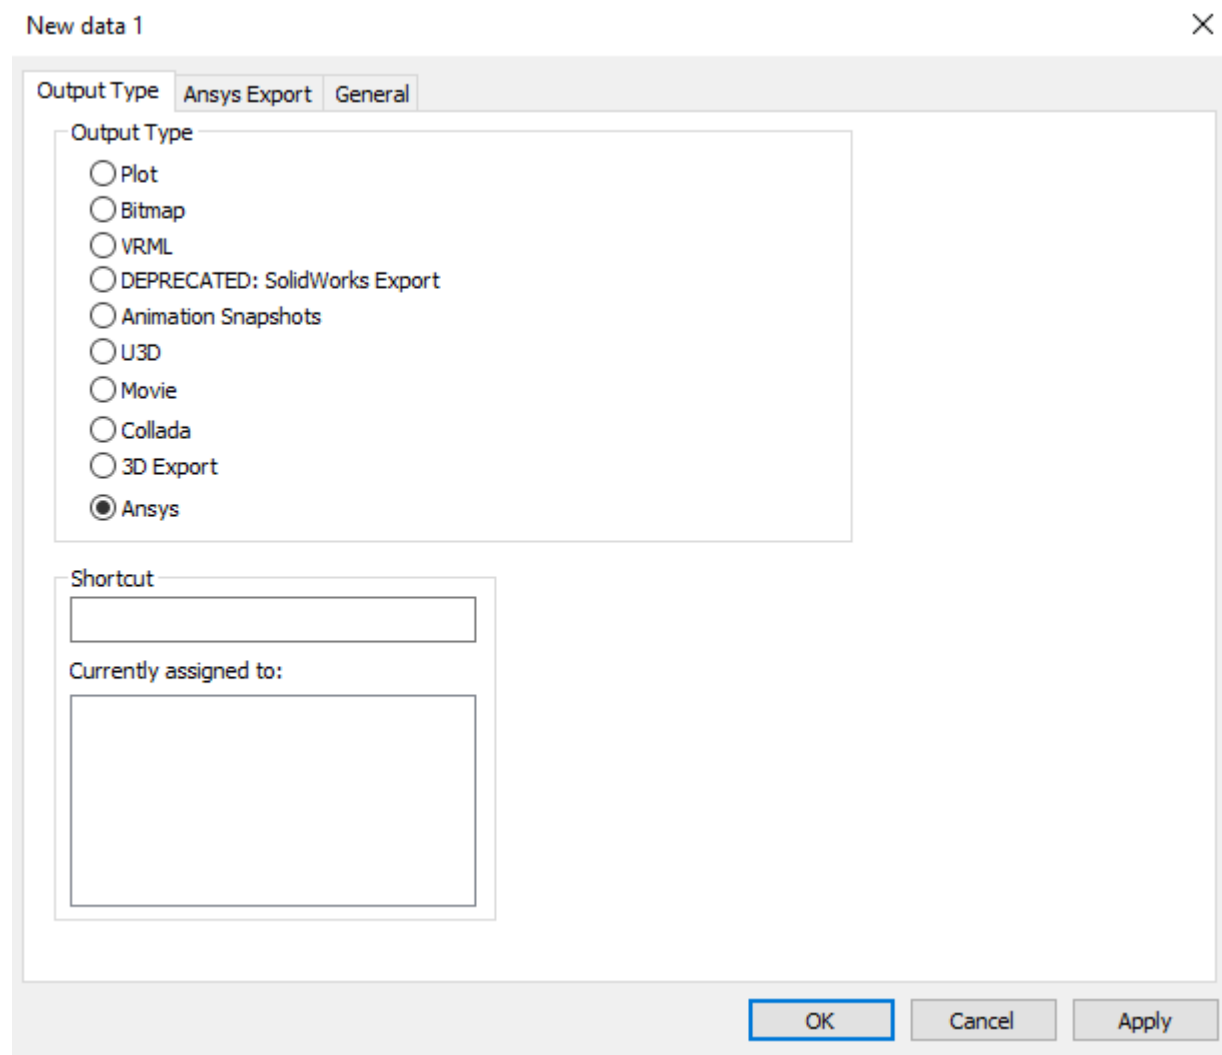 New data 1
Output Type Ansys Export General
Output Type
Plot
Bitmap
VRML
DEPRECATED: SolidWorks Export
Animation Snapshots
U3D
Movie
Collada
3D Export
Ansys
Shortcut
Currently assigned to:
OK Cancel Apply